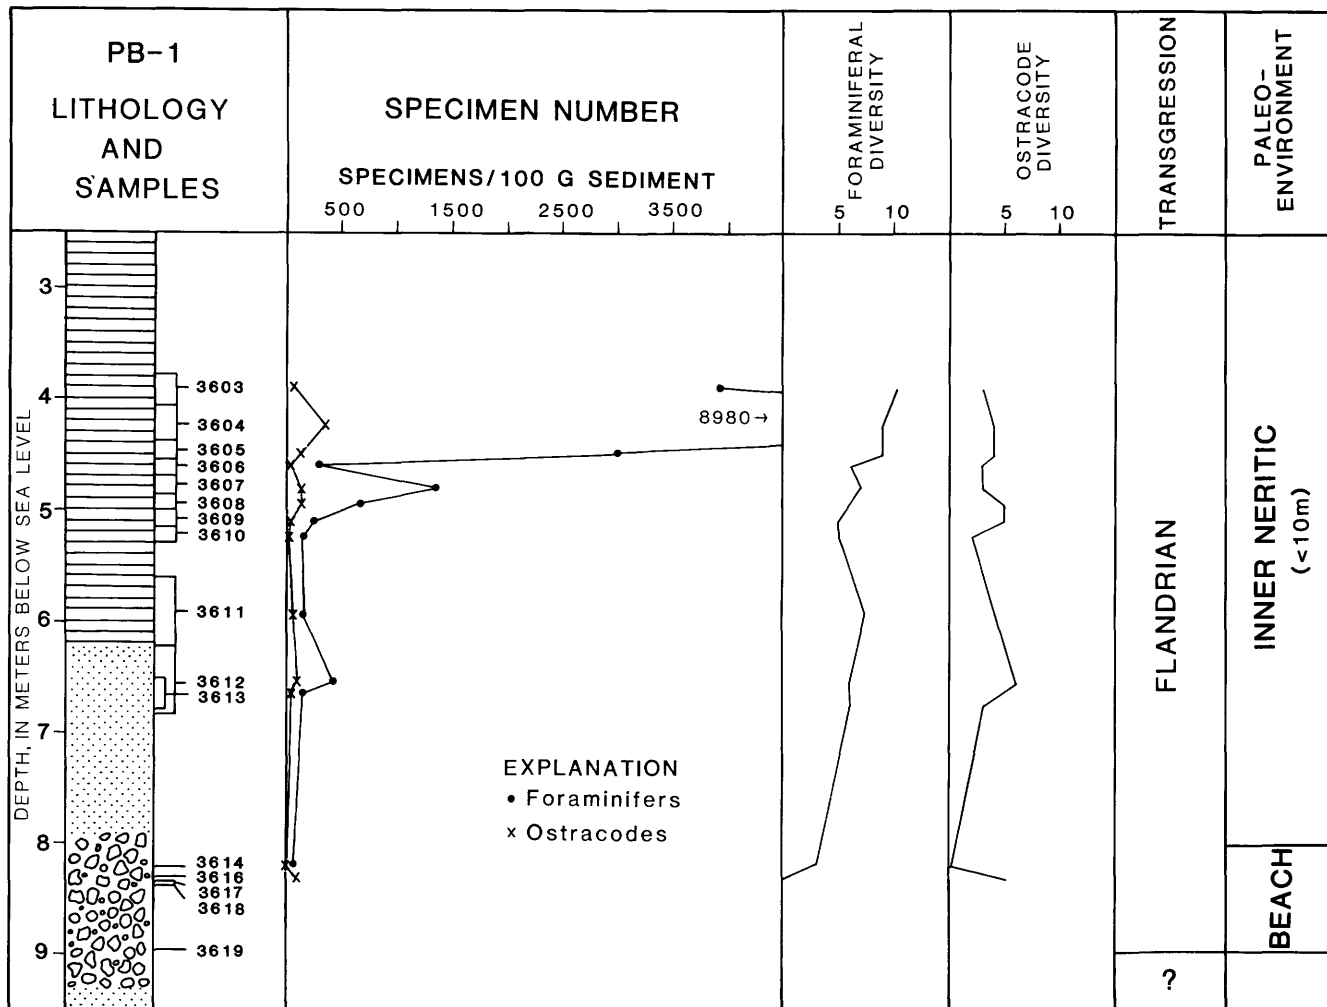 PB-1
LITHOLOGY
AND
SAMPLES
SPECIMEN NUMBER
SPECIMENS/100 G SEDIMENT
500 1500 2500 3500
FORAMINIFERAL
DIVERSITY
5 10
OSTRACODE
DIVERSITY
5 10
TRANSGRESSION
PALEO-
ENVIRONMENT
DEPTH, IN METERS BELOW SEA LEVEL
3
4
5
6
7
8
9
3603
3604
3605
3606
3607
3608
3609
3610
3611
3612
3613
3614
3616
3617
3618
3619
8980→
EXPLANATION
• Foraminifers
x Ostracodes
FLANDRIAN
?
INNER NERITIC
(<10m)
BEACH